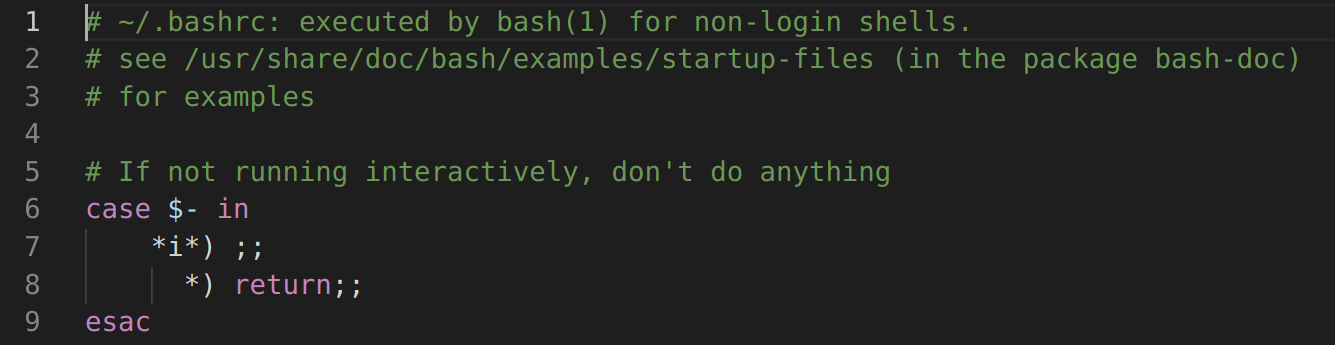 1 # ~/.bashrc: executed by bash(1) for non-login shells.
2 # see /usr/share/doc/bash/examples/startup-files (in the package bash-doc)
3 # for examples
4
5 # If not running interactively, don't do anything
6 case $- in
7     *i*) ;;
8       *) return;;
9 esac